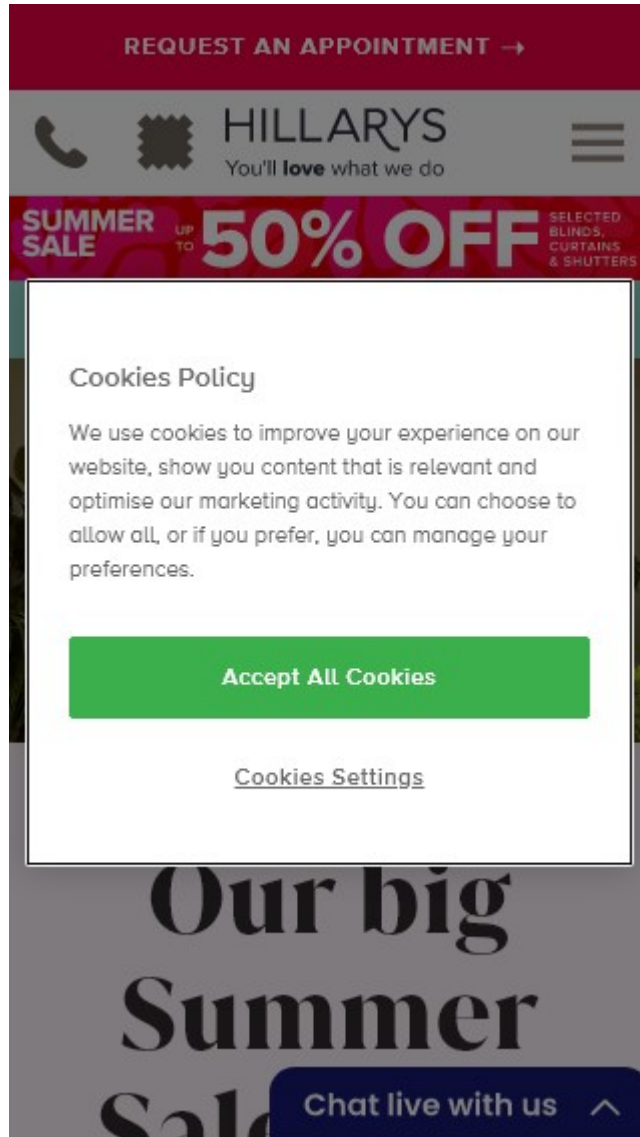 REQUEST AN APPOINTMENT →
HILLARYS
You'll love what we do
SUMMER
SALE
UP
TO
50% OFF
SELECTED
BLINDS,
CURTAINS
& SHUTTERS
Cookies Policy
We use cookies to improve your experience on our
website, show you content that is relevant and
optimise our marketing activity. You can choose to
allow all, or if you prefer, you can manage your
preferences.
Accept All Cookies
Cookies Settings
Our big
Summer
Sale
Chat live with us